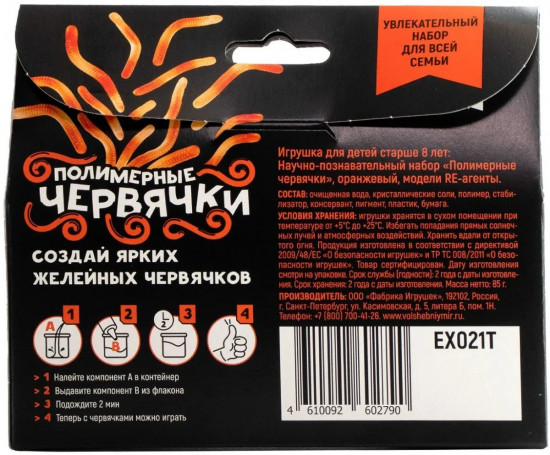 УВЛЕКАТЕЛЬНЫЙ
НАБОР
ДЛЯ ВСЕЙ
СЕМЬИ
ПОЛИМЕРНЫЕ
ЧЕРВЯЧКИ
СОЗДАЙ ЯРКИХ
ЖЕЛЕЙНЫХ ЧЕРВЯЧКОВ
1 2 3 4
A B 2
> 1 Налейте компонент А в контейнер
> 2 Выдавите компонент В из флакона
> 3 Подождите 2 мин
> 4 Теперь с червячками можно играть
Игрушка для детей старше 8 лет:
Научно-познавательный набор «Полимерные
червячки», оранжевый, модели RE-агенты.
СОСТАВ: очищенная вода, кристаллические соли, полимер, стаби-
лизатор, консервант, пигмент, пластик, бумага.
УСЛОВИЯ ХРАНЕНИЯ: игрушки хранятся в сухом помещении при
температуре от +5°С до +25°С. Избегать попадания прямых солнеч-
ных лучей и атмосферных воздействий. Хранить вдали от откры-
того огня. Продукция изготовлена в соответствии с директивой
2009/48/ЕС «О безопасности игрушек» и ТР ТС 008/2011 «О безо-
пасности игрушек». Товар сертифицирован. Дату изготовления
смотри на упаковке. Срок службы (годности): 2 года с даты изготовле-
ния. Срок хранения: 2 года с даты изготовления. Масса нетто: 85 г.
ПРОИЗВОДИТЕЛЬ: ООО «Фабрика Игрушек», 192102, Россия,
г. Санкт-Петербург, ул. Касимовская, д. 5, литера Б, пом. 1Н.
Телефон: +7 (800) 700-41-26. www.volshebniymir.ru
EX021T
4 610092 602790